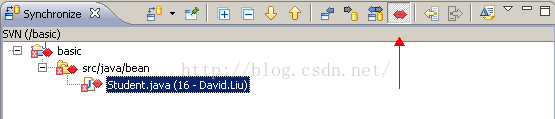 Synchronize
SVN (/basic)
basic
src/java/bean
http://blog.csdn.net/
Student.java (16 - David.Liu)